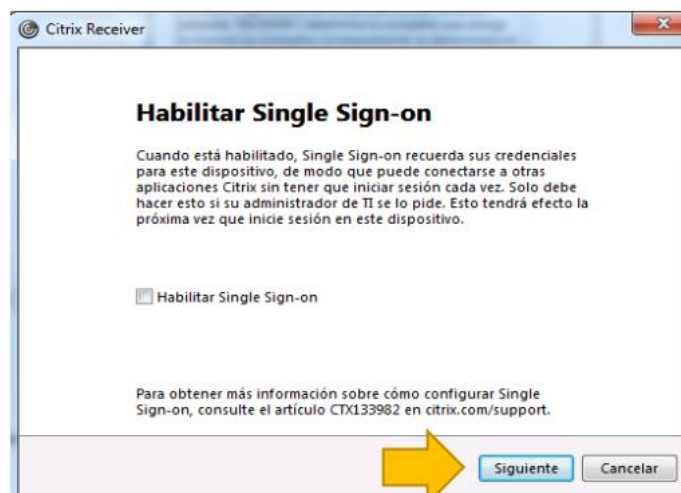 Citrix Receiver
Habilitar Single Sign-on
Cuando está habilitado, Single Sign-on recuerda sus credenciales
para este dispositivo, de modo que puede conectarse a otras
aplicaciones Citrix sin tener que iniciar sesión cada vez. Solo debe
hacer esto si su administrador de TI se lo pide. Esto tendrá efecto la
próxima vez que inicie sesión en este dispositivo.
Habilitar Single Sign-on
Para obtener más información sobre cómo configurar Single
Sign-on, consulte el artículo CTX133982 en citrix.com/support.
Siguiente Cancelar